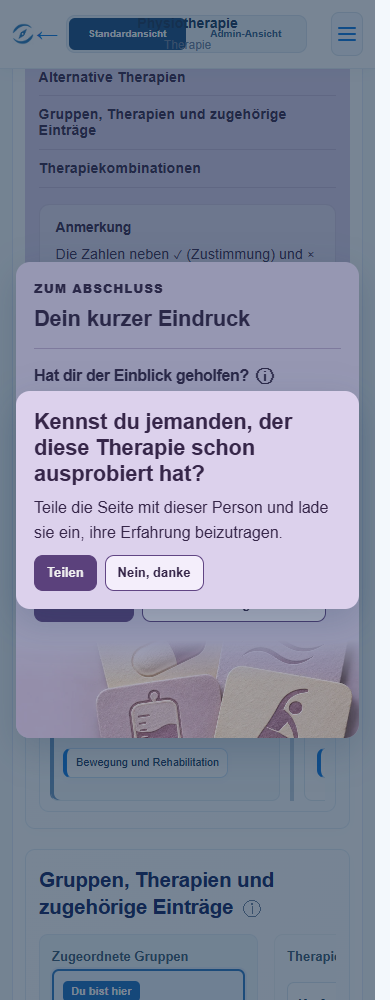 Physiotherapie
Standardansicht
Admin-Ansicht
Therapie
Alternative Therapien
Gruppen, Therapien und zugehörige
Einträge
Therapiekombinationen
Anmerkung
Die Zahlen neben ✓ (Zustimmung) und ×
ZUM ABSCHLUSS
Dein kurzer Eindruck
Hat dir der Einblick geholfen?
Kennst du jemanden, der
diese Therapie schon
ausprobiert hat?
Teile die Seite mit dieser Person und lade
sie ein, ihre Erfahrung beizutragen.
Teilen
Nein, danke
Bewegung und Rehabilitation
Gruppen, Therapien und
zugehörige Einträge
Zugeordnete Gruppen
Therapie
Du bist hier